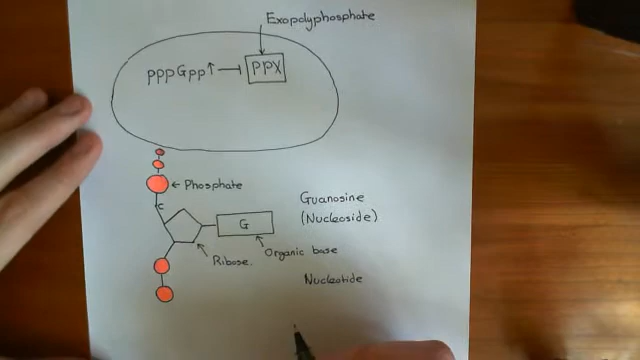 Exopolyphosphate
pppGpp↑ ⊣ PPX
← Phosphate
c
Guanosine
(Nucleoside)
G
Organic base
Ribose.
Nucleotide